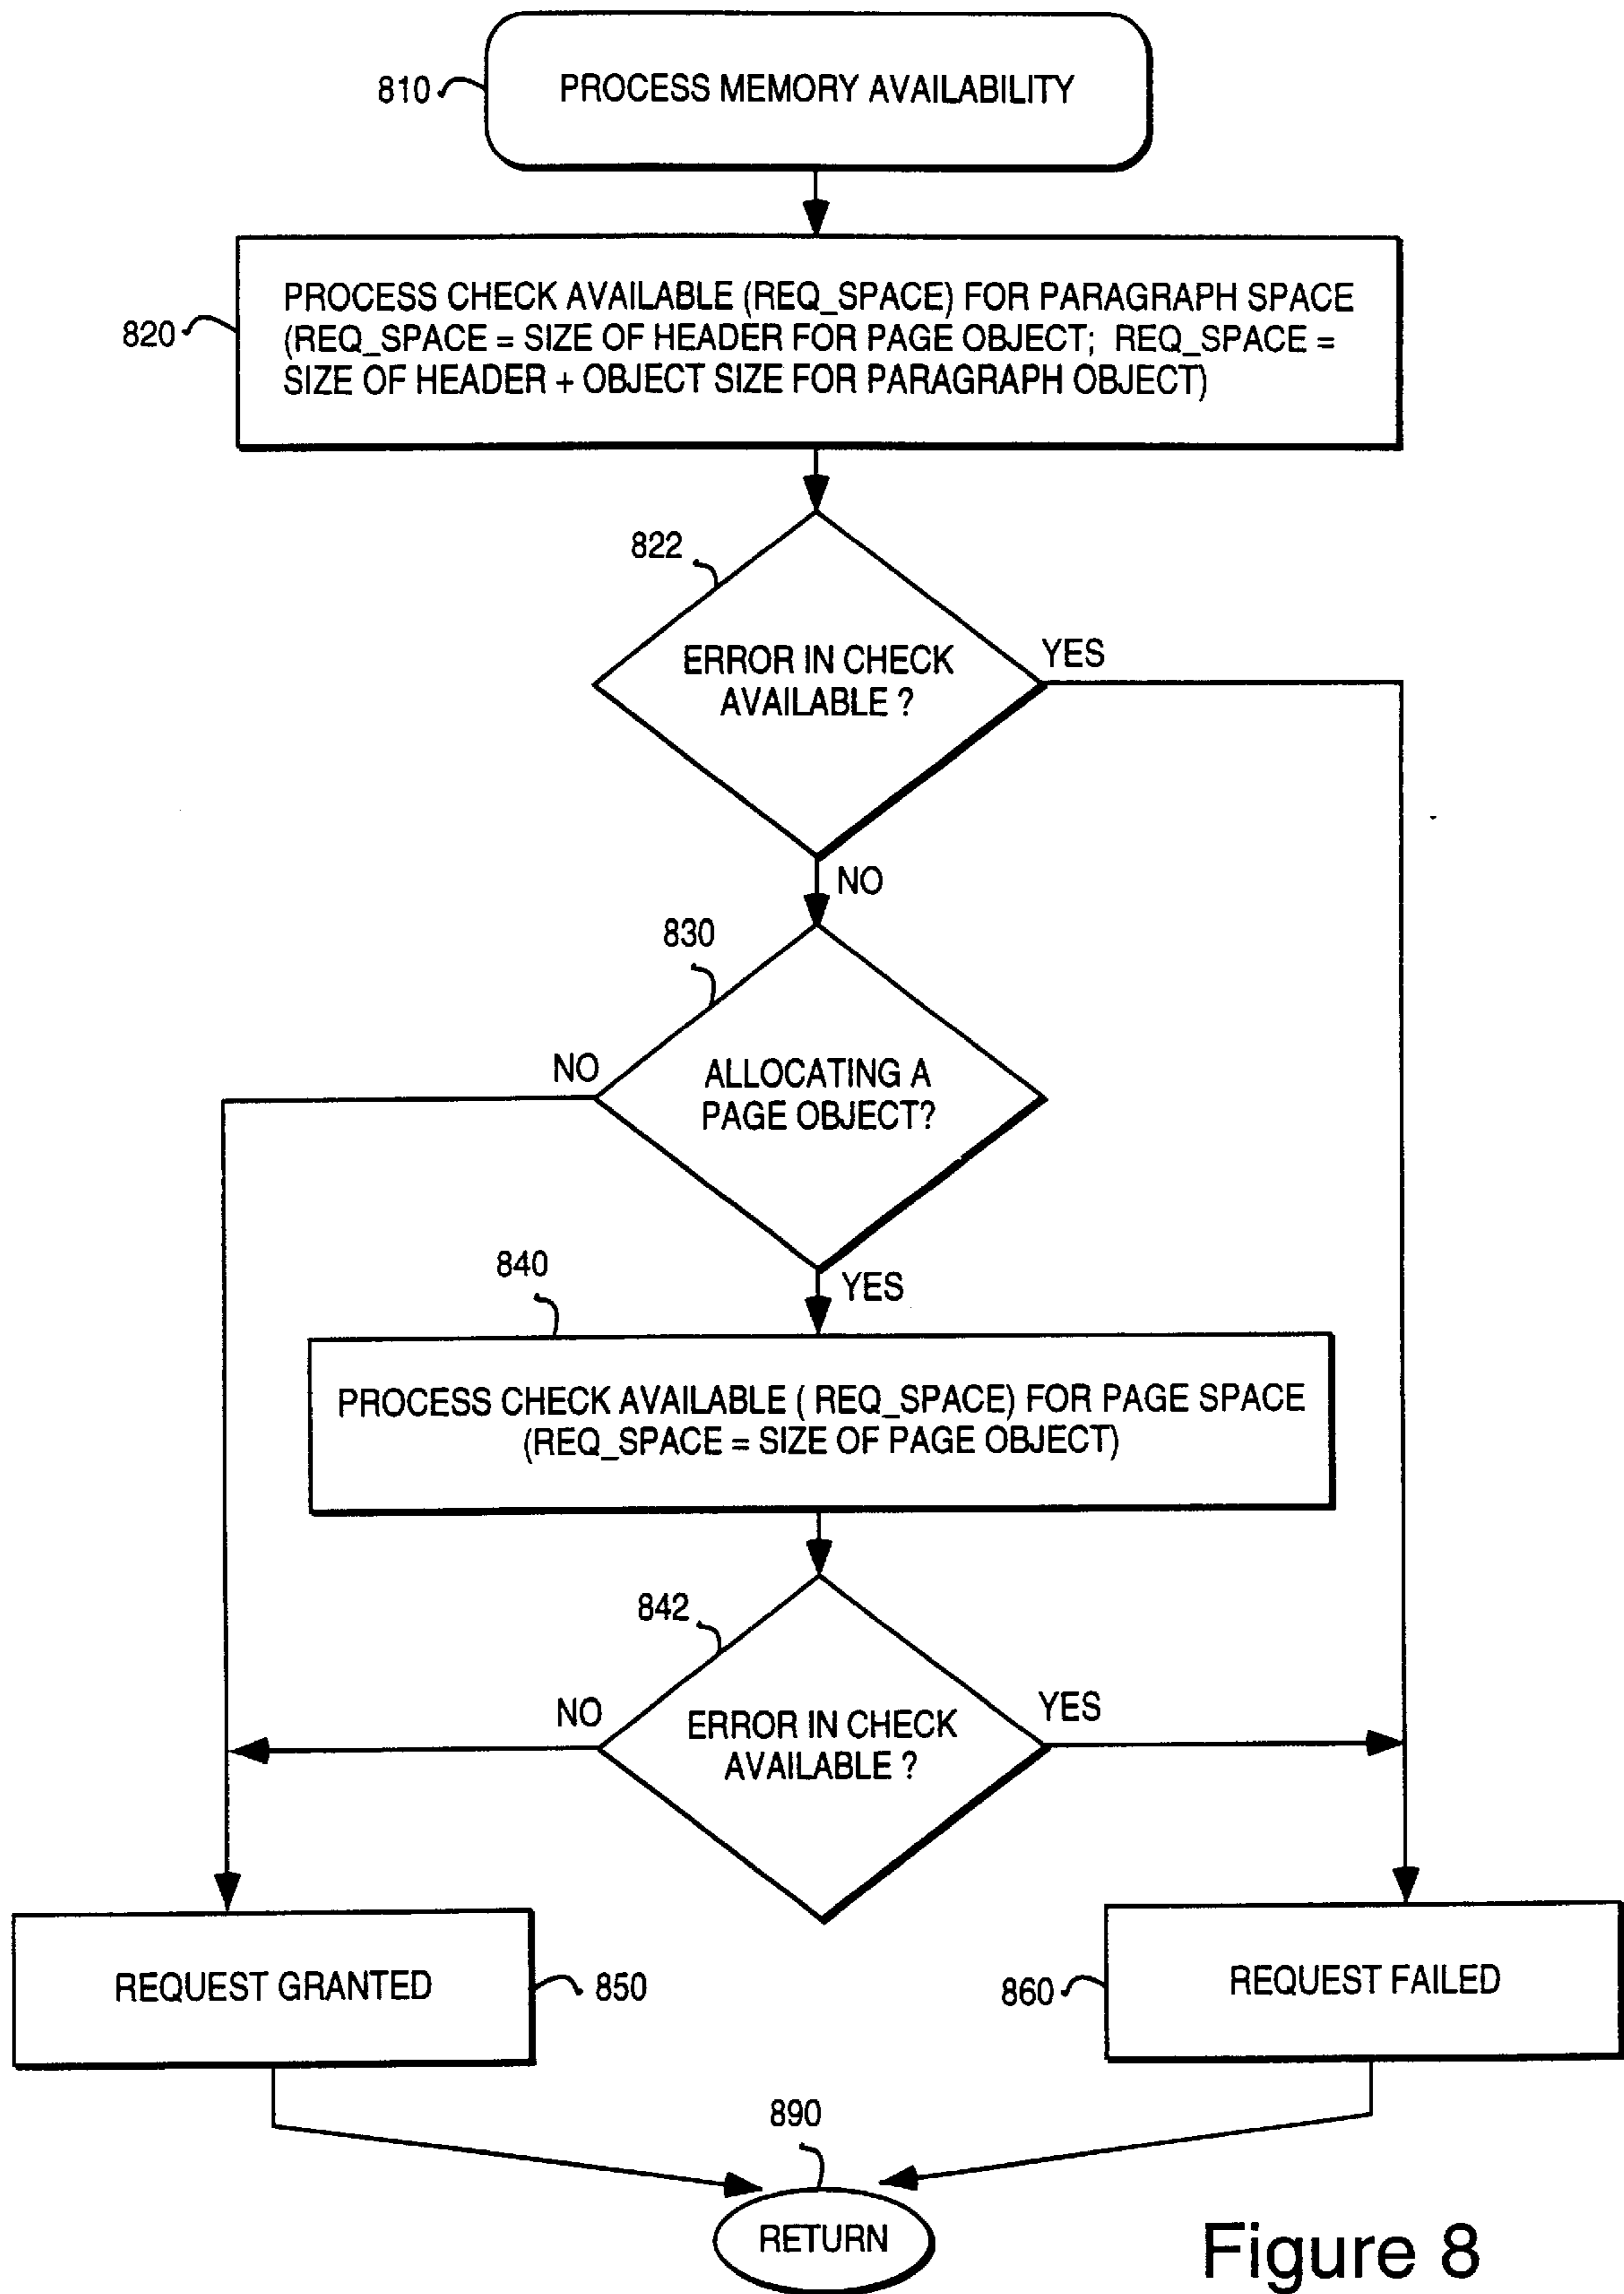 810
PROCESS MEMORY AVAILABILITY
820
PROCESS CHECK AVAILABLE (REQ_SPACE) FOR PARAGRAPH SPACE
(REQ_SPACE = SIZE OF HEADER FOR PAGE OBJECT; REQ_SPACE =
SIZE OF HEADER + OBJECT SIZE FOR PARAGRAPH OBJECT)
822
ERROR IN CHECK
AVAILABLE ?
YES
NO
830
NO
ALLOCATING A
PAGE OBJECT?
YES
840
PROCESS CHECK AVAILABLE ( REQ_SPACE) FOR PAGE SPACE
(REQ_SPACE = SIZE OF PAGE OBJECT)
842
NO
ERROR IN CHECK
AVAILABLE ?
YES
REQUEST GRANTED
850
860
REQUEST FAILED
890
RETURN
Figure 8